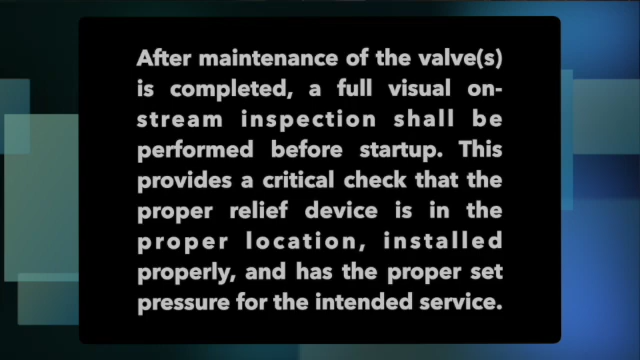 After maintenance of the valve(s)
is completed, a full visual on-
stream inspection shall be
performed before startup. This
provides a critical check that the
proper relief device is in the
proper location, installed
properly, and has the proper set
pressure for the intended service.